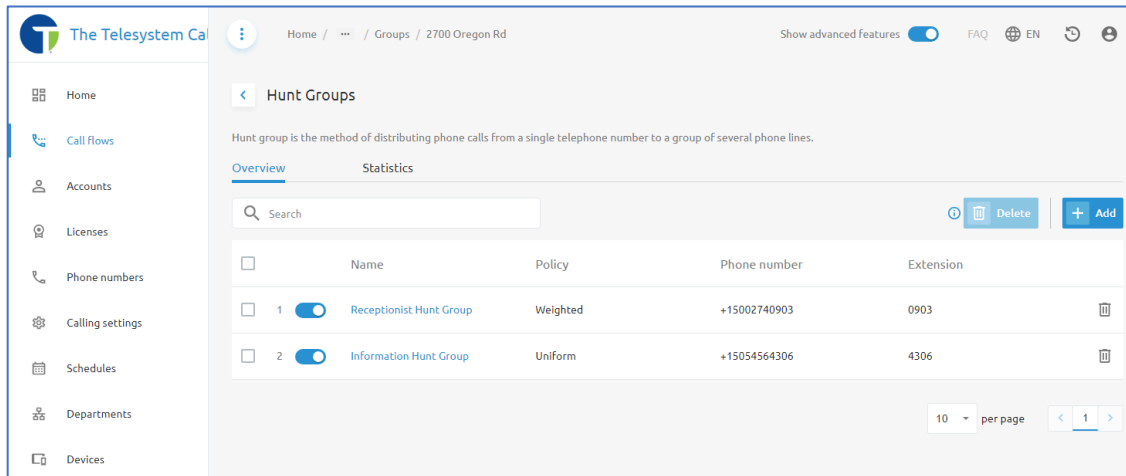 The Telesystem Cal
Home / ··· / Groups / 2700 Oregon Rd
Show advanced features
FAQ
EN
Home
Call flows
Accounts
Licenses
Phone numbers
Calling settings
Schedules
Departments
Devices
Hunt Groups
Hunt group is the method of distributing phone calls from a single telephone number to a group of several phone lines.
Overview Statistics
Search
Delete
+ Add
Name Policy Phone number Extension
1 Receptionist Hunt Group Weighted +15002740903 0903
2 Information Hunt Group Uniform +15054564306 4306
10 per page < 1 >